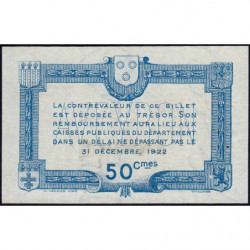 LA CONTREVALEUR DE CE BILLET
EST DÉPOSÉE AU TRÉSOR. SON
REMBOURSEMENT AURA LIEU AUX
CAISSES PUBLIQUES DU DÉPARTEMENT
DANS UN DÉLAI NE DÉPASSANT PAS LE
31 DÉCEMBRE 1922
50 Cmes